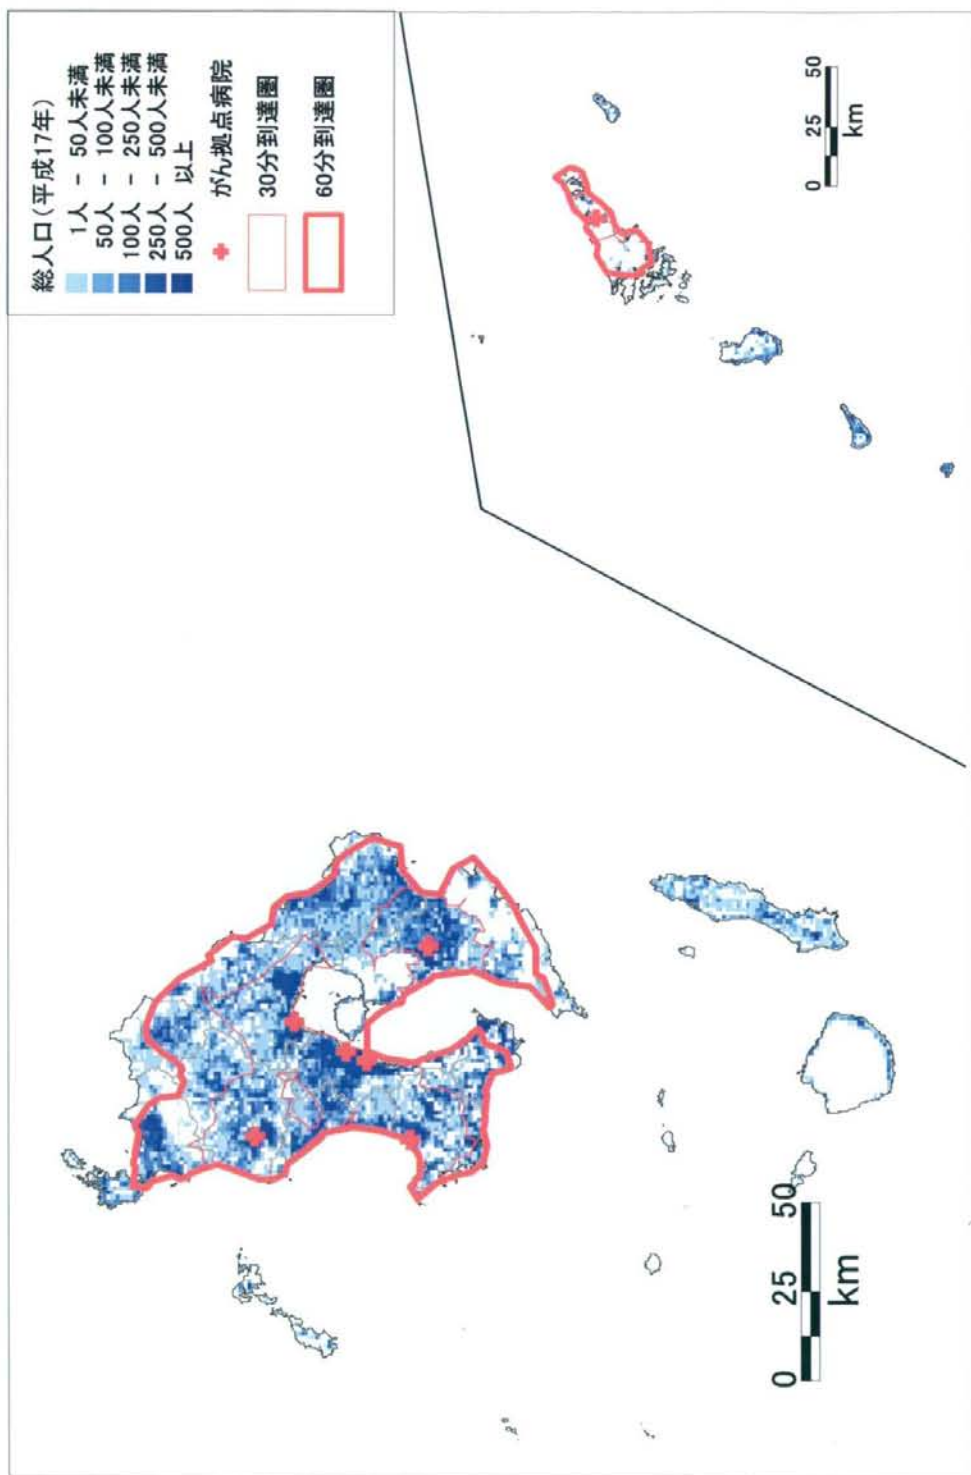 総人口(平成17年)
1人 － 50人未満
50人 － 100人未満
100人 － 250人未満
250人 － 500人未満
500人 以上
がん拠点病院
30分到達圏
60分到達圏
0 25 50
km
0 25 50
km